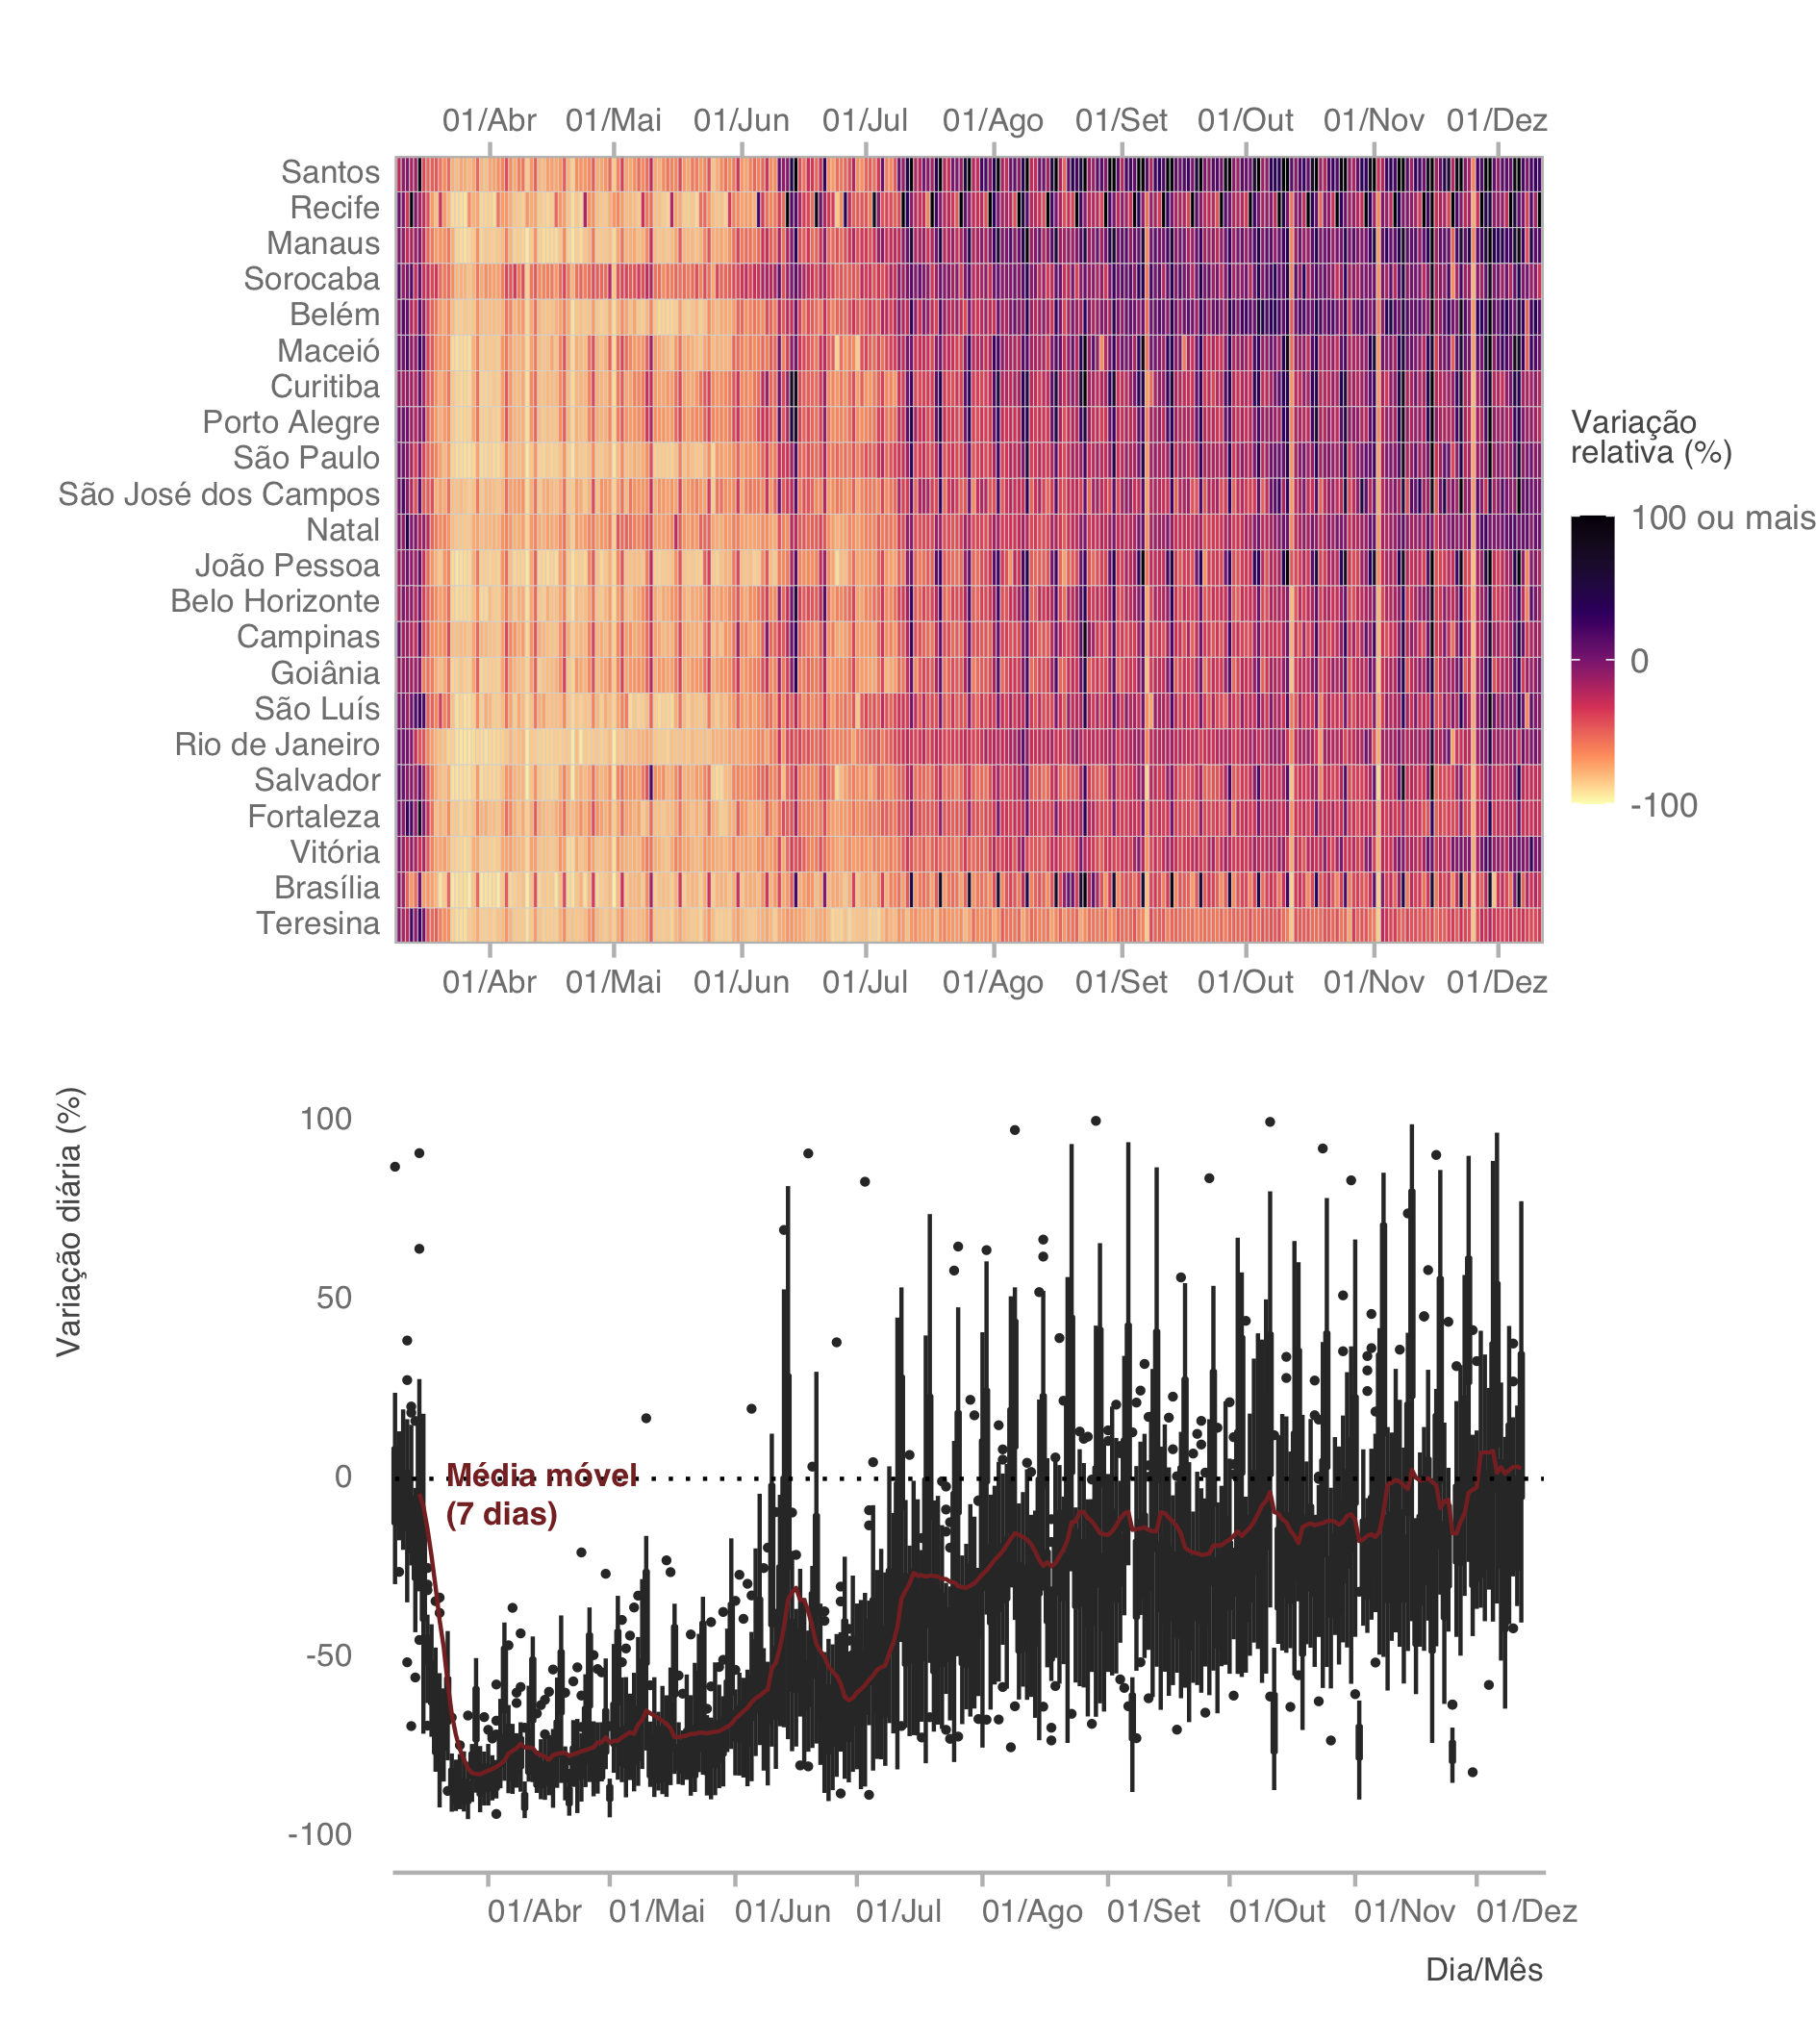 01/Abr 01/Mai 01/Jun 01/Jul 01/Ago 01/Set 01/Out 01/Nov 01/Dez
Santos
Recife
Manaus
Sorocaba
Belém
Maceió
Curitiba
Porto Alegre
São Paulo
São José dos Campos
Natal
João Pessoa
Belo Horizonte
Campinas
Goiânia
São Luís
Rio de Janeiro
Salvador
Fortaleza
Vitória
Brasília
Teresina
01/Abr 01/Mai 01/Jun 01/Jul 01/Ago 01/Set 01/Out 01/Nov 01/Dez
Variação
relativa (%)
100 ou mais
0
-100
Variação diária (%)
100
50
0
-50
-100
Média móvel
(7 dias)
01/Abr 01/Mai 01/Jun 01/Jul 01/Ago 01/Set 01/Out 01/Nov 01/Dez
Dia/Mês